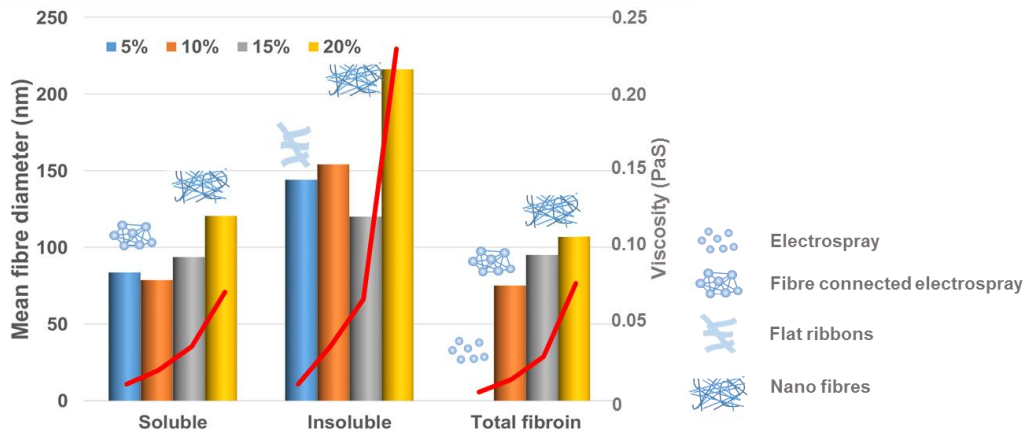 250
200
150
100
50
0
Mean fibre diameter (nm)
5% 10% 15% 20%
0.25
0.20
0.15
0.10
0.05
0
Viscosity (PaS)
Soluble Insoluble Total fibroin
Electrospray
Fibre connected electrospray
Flat ribbons
Nano fibres